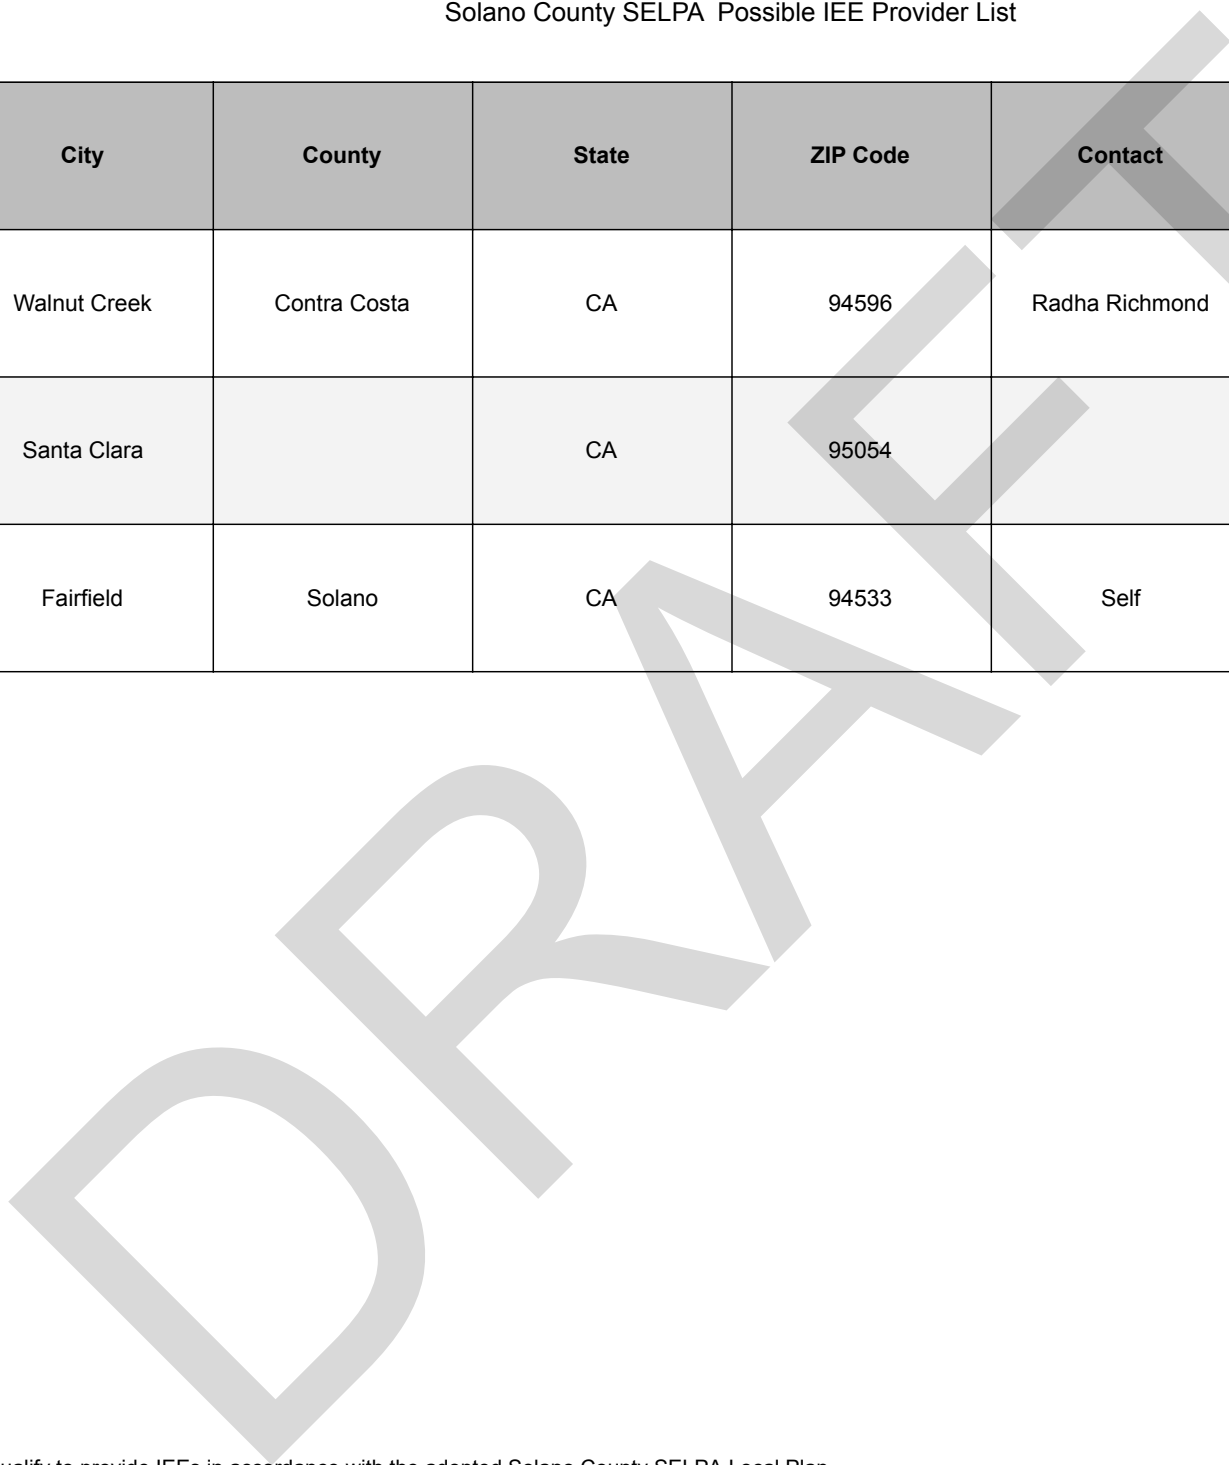 Solano County SELPA Possible IEE Provider List
City County State ZIP Code Contact
Walnut Creek Contra Costa CA 94596 Radha Richmond
Santa Clara CA 95054
Fairfield Solano CA 94533 Self
DRAFT
to provide IEEs in accordance with the adopted Solano County SELPA Local Plan